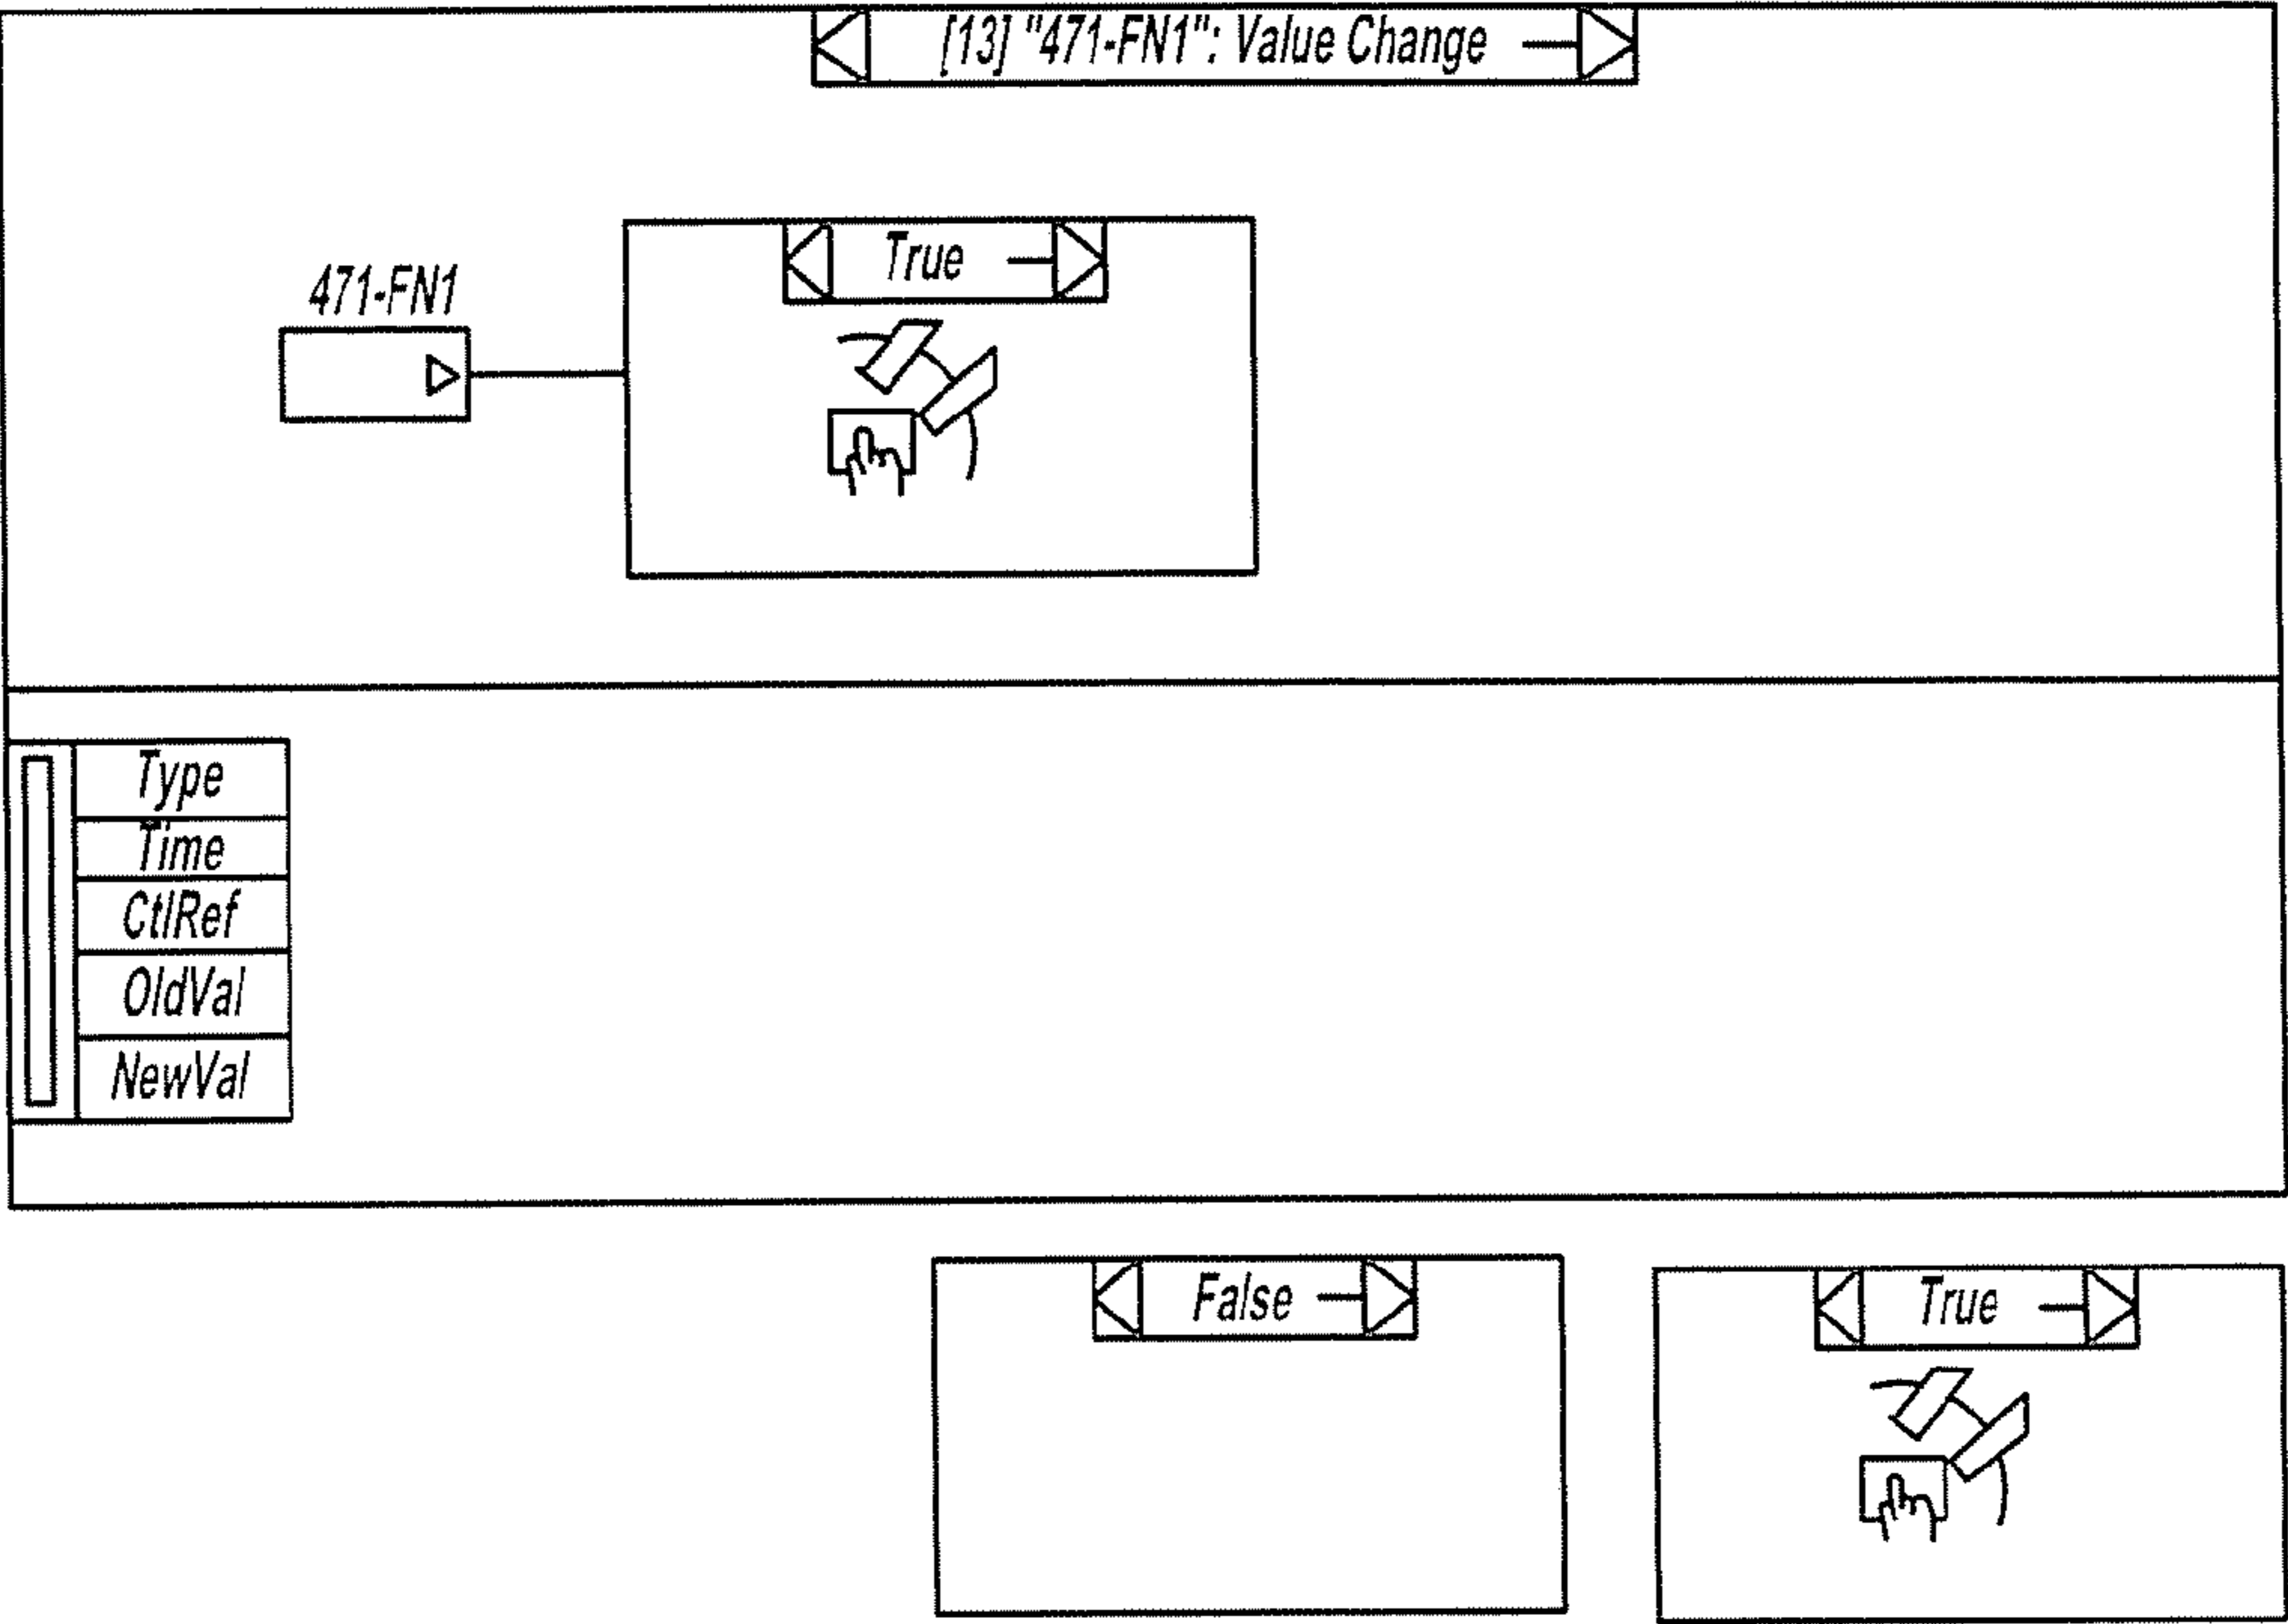 [13] "471-FN1": Value Change
True
471-FN1
Type
Time
CtlRef
OldVal
NewVal
False
True